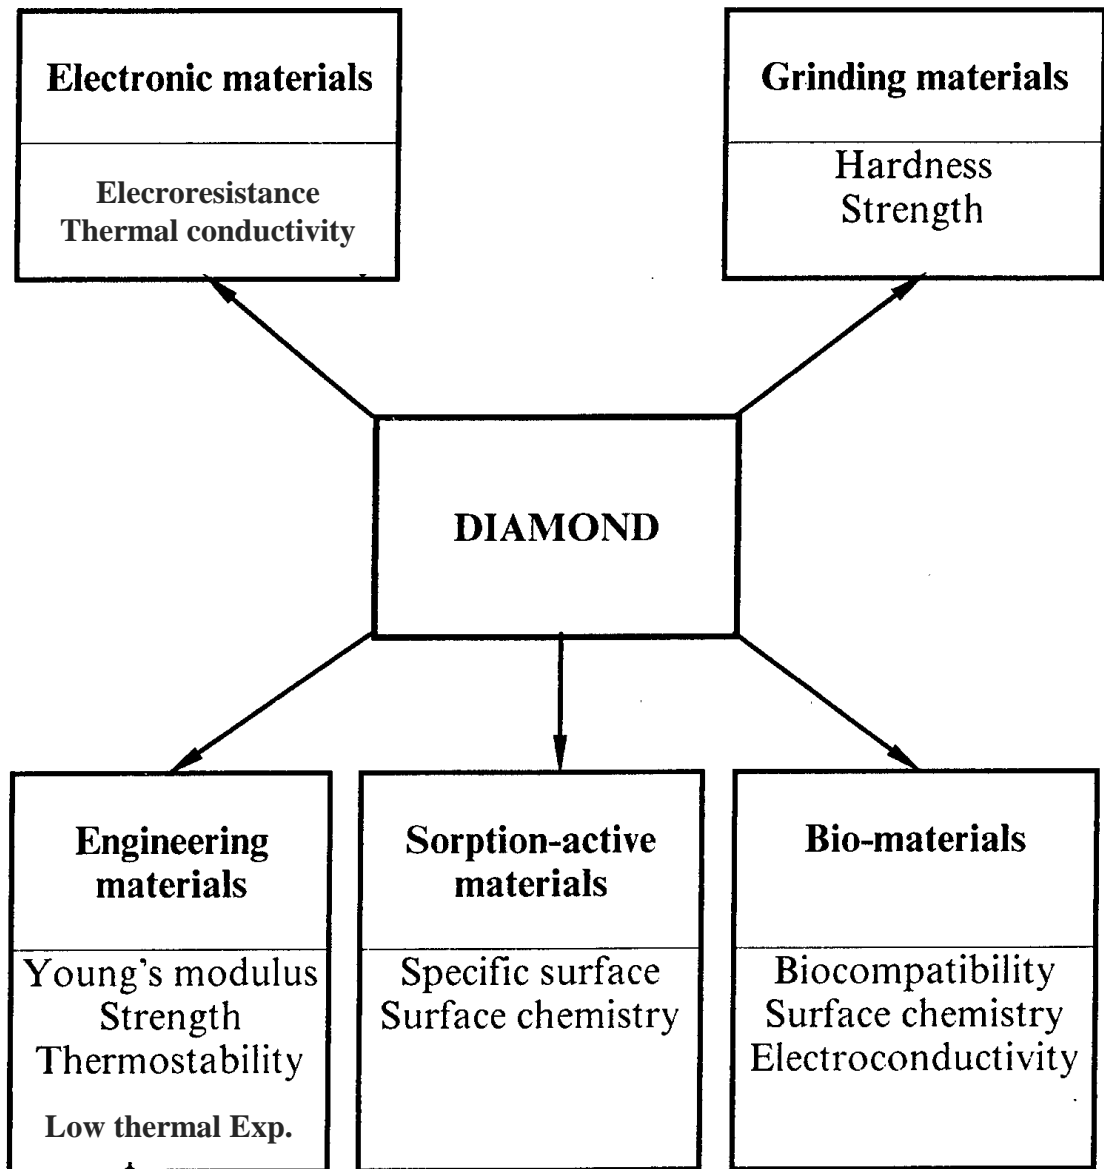 Electronic materials
Elecroresistance
Thermal conductivity
Grinding materials
Hardness
Strength
DIAMOND
Engineering
materials
Young's modulus
Strength
Thermostability
Low thermal Exp.
Sorption-active
materials
Specific surface
Surface chemistry
Bio-materials
Biocompatibility
Surface chemistry
Electroconductivity